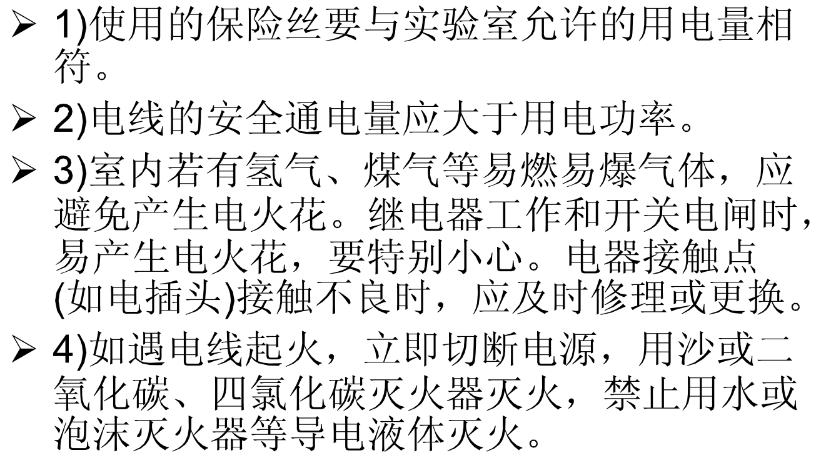 ➢ 1)使用的保险丝要与实验室允许的用电量相
符。
➢ 2)电线的安全通电量应大于用电功率。
➢ 3)室内若有氢气、煤气等易燃易爆气体，应
避免产生电火花。继电器工作和开关电闸时，
易产生电火花，要特别小心。电器接触点
(如电插头)接触不良时，应及时修理或更换。
➢ 4)如遇电线起火，立即切断电源，用沙或二
氧化碳、四氯化碳灭火器灭火，禁止用水或
泡沫灭火器等导电液体灭火。